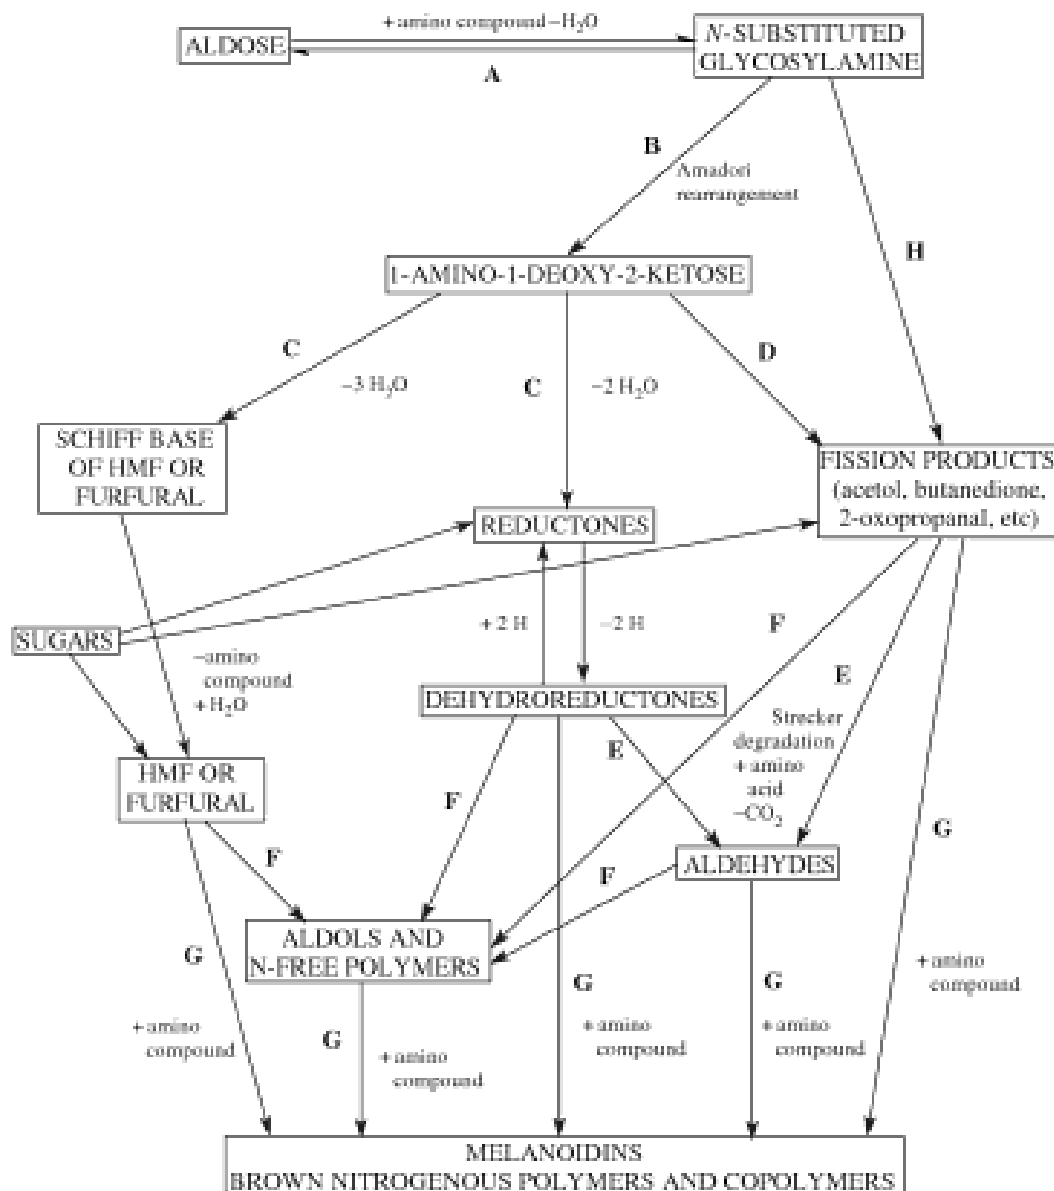 + amino compound –H₂O
ALDOSE
N-SUBSTITUTED
GLYCOSYLAMINE
A
B
Amadori
rearrangement
H
1-AMINO-1-DEOXY-2-KETOSE
C
–3 H₂O
C
–2 H₂O
D
SCHIFF BASE
OF HMF OR
FURFURAL
FISSION PRODUCTS
(acetol, butanedione,
2-oxopropanal, etc)
REDUCTONES
SUGARS
+ 2 H
–2 H
F
E
–amino
compound
+ H₂O
DEHYDROREDUCTONES
Strecker
degradation
+ amino
acid
–CO₂
E
HMF OR
FURFURAL
F
F
F
G
ALDEHYDES
ALDOLS AND
N-FREE POLYMERS
G
+ amino
compound
G
+ amino
compound
G
+ amino
compound
G
+ amino
compound
+ amino
compound
MELANOIDINS
BROWN NITROGENOUS POLYMERS AND COPOLYMERS